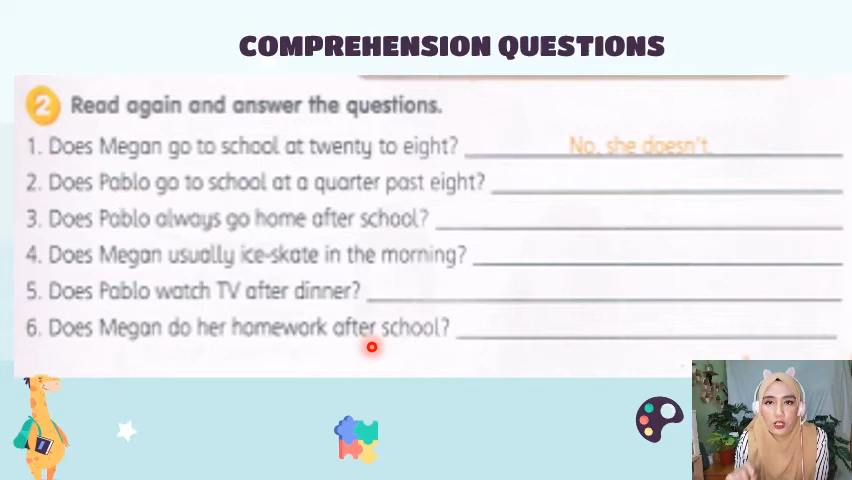 COMPREHENSION QUESTIONS
2 Read again and answer the questions.
1. Does Megan go to school at twenty to eight? No, she doesn't.
2. Does Pablo go to school at a quarter past eight?
3. Does Pablo always go home after school?
4. Does Megan usually ice-skate in the morning?
5. Does Pablo watch TV after dinner?
6. Does Megan do her homework after school?